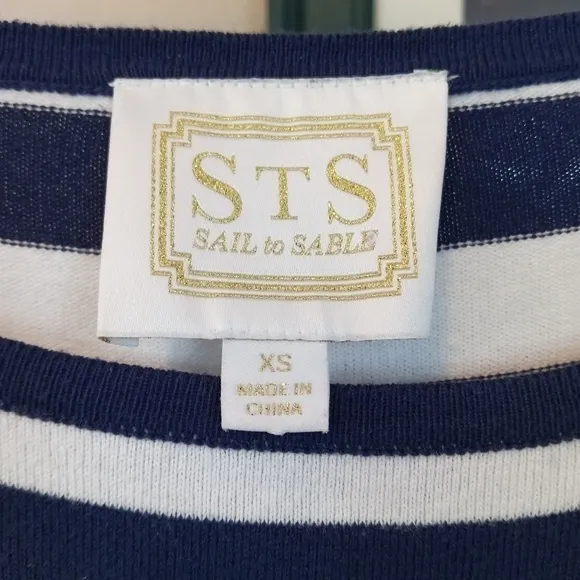 STS
SAIL to SABLE
XS
MADE IN
CHINA